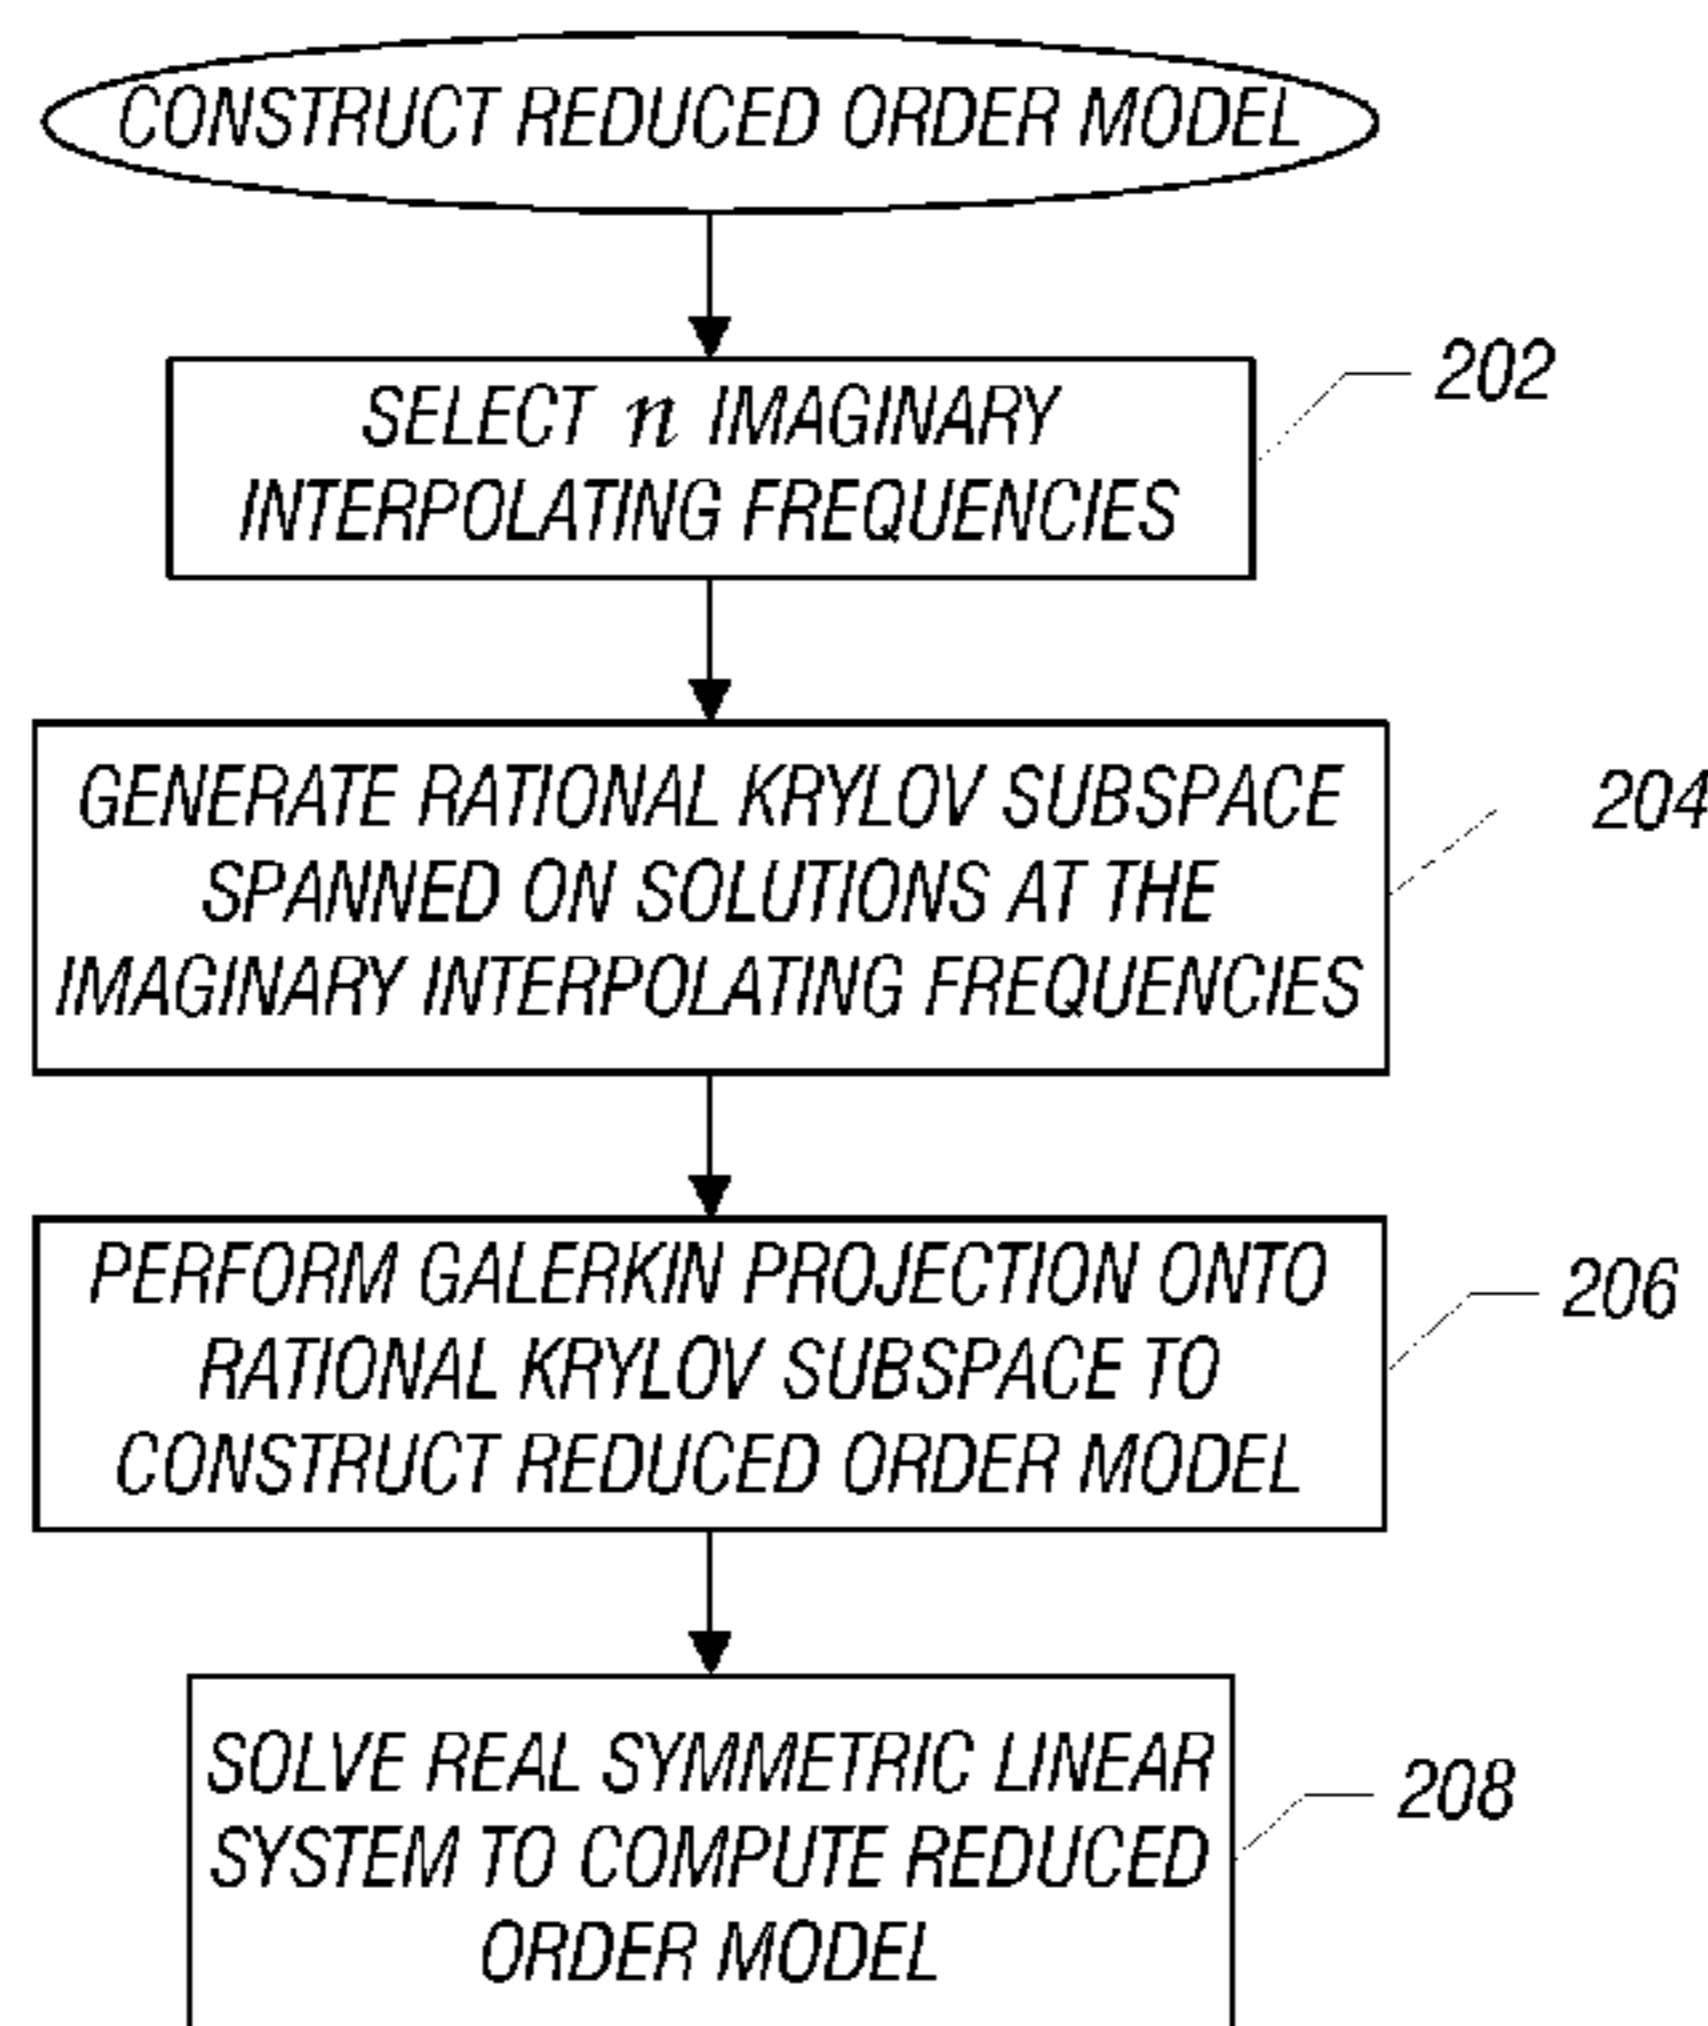 CONSTRUCT REDUCED ORDER MODEL
SELECT n IMAGINARY
INTERPOLATING FREQUENCIES
202
GENERATE RATIONAL KRYLOV SUBSPACE
SPANNED ON SOLUTIONS AT THE
IMAGINARY INTERPOLATING FREQUENCIES
204
PERFORM GALERKIN PROJECTION ONTO
RATIONAL KRYLOV SUBSPACE TO
CONSTRUCT REDUCED ORDER MODEL
206
SOLVE REAL SYMMETRIC LINEAR
SYSTEM TO COMPUTE REDUCED
ORDER MODEL
208